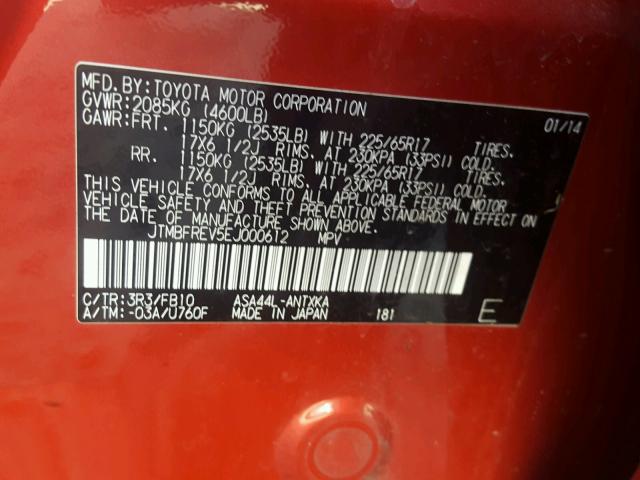 MFD. BY: TOYOTA MOTOR CORPORATION 01/14
GVWR: 2085KG (4600LB)
GAWR: FRT. 1150KG (2535LB) WITH 225/65R17 TIRES.
17X6 1/2J RIMS. AT 230KPA (33PSI) COLD.
RR. 1150KG (2535LB) WITH 225/65R17 TIRES.
17X6 1/2J RIMS. AT 230KPA (33PSI) COLD.
THIS VEHICLE CONFORMS TO ALL APPLICABLE FEDERAL MOTOR
VEHICLE SAFETY AND THEFT PREVENTION STANDARDS IN EFFECT ON
THE DATE OF MANUFACTURE SHOWN ABOVE.
JTMBFREV5EJ000612 MPV
C/TR: 3R3/FB10 ASA44L-ANTXKA
A/TM: -03A/U760F MADE IN JAPAN 181 E